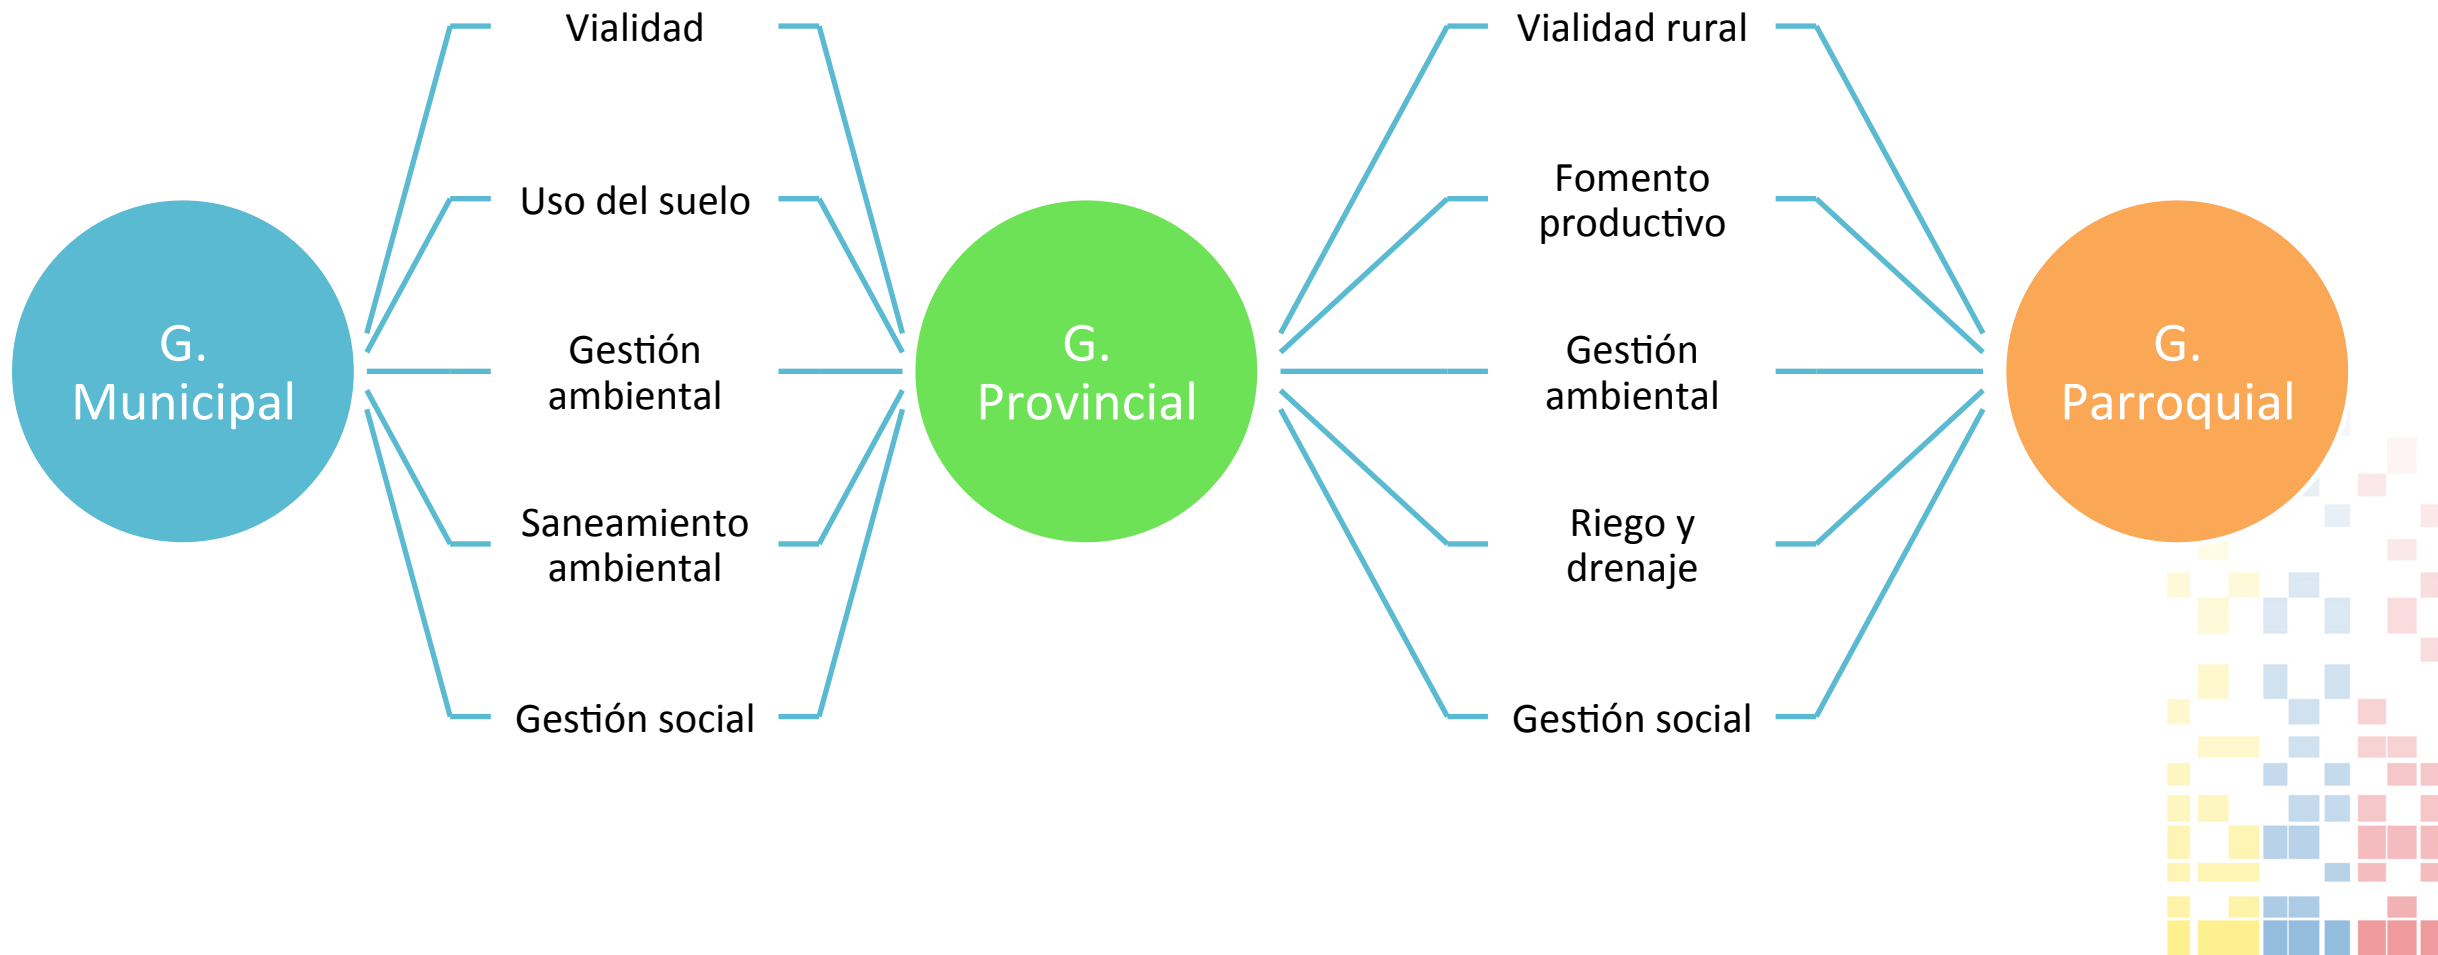 G.
Municipal
Vialidad
Uso del suelo
Gestión
ambiental
Saneamiento
ambiental
Gestión social
G.
Provincial
Vialidad rural
Fomento
productivo
Gestión
ambiental
Riego y
drenaje
Gestión social
G.
Parroquial